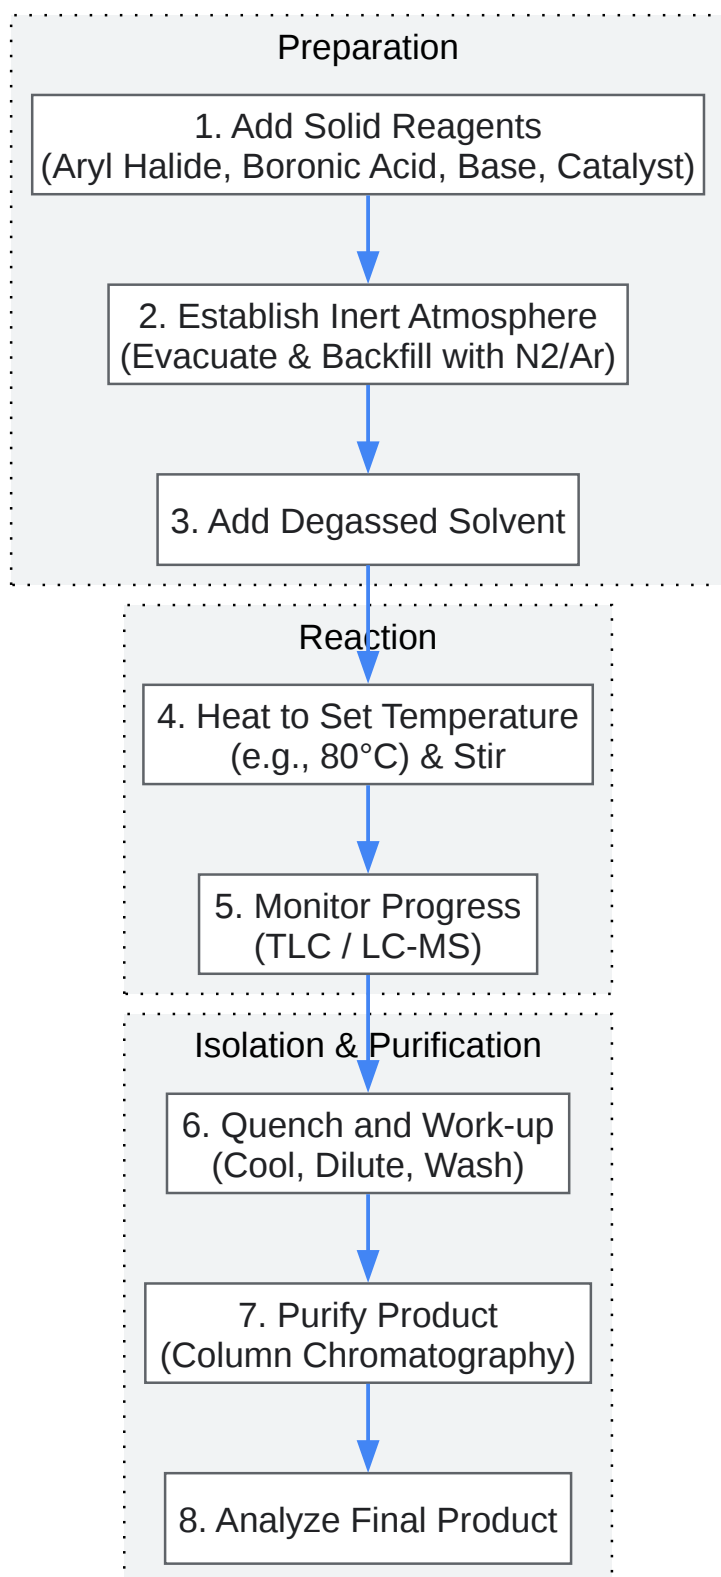 Preparation
1. Add Solid Reagents
(Aryl Halide, Boronic Acid, Base, Catalyst)
2. Establish Inert Atmosphere
(Evacuate & Backfill with N2/Ar)
3. Add Degassed Solvent
Reaction
4. Heat to Set Temperature
(e.g., 80°C) & Stir
5. Monitor Progress
(TLC / LC-MS)
Isolation & Purification
6. Quench and Work-up
(Cool, Dilute, Wash)
7. Purify Product
(Column Chromatography)
8. Analyze Final Product